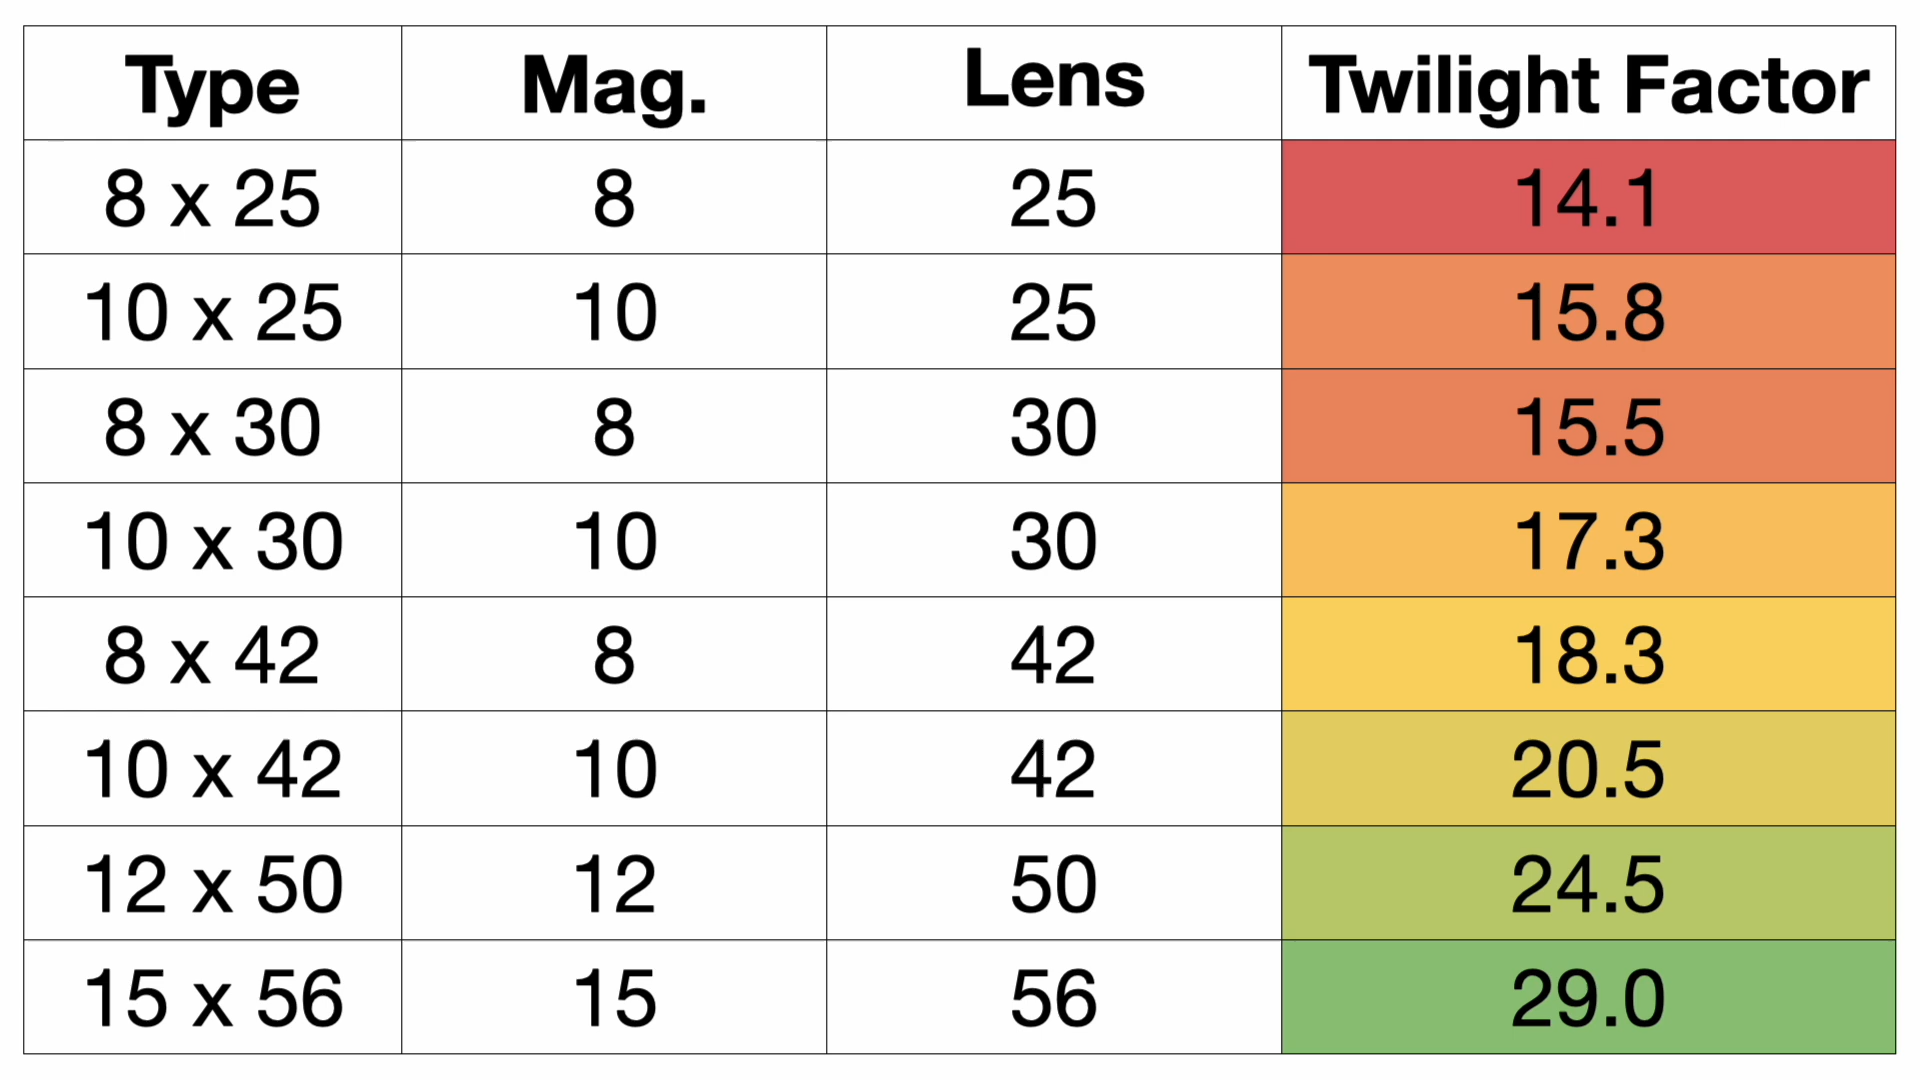 Type Mag. Lens Twilight Factor
8 x 25 8 25 14.1
10 x 25 10 25 15.8
8 x 30 8 30 15.5
10 x 30 10 30 17.3
8 x 42 8 42 18.3
10 x 42 10 42 20.5
12 x 50 12 50 24.5
15 x 56 15 56 29.0